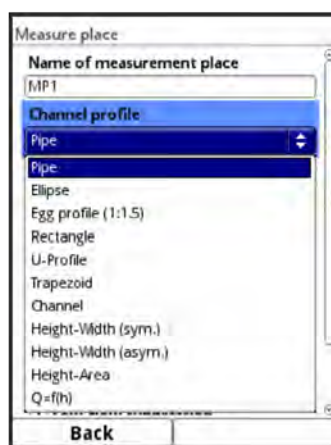 Measure place
Name of measurement place
MP1
Channel profile
Pipe
Pipe
Ellipse
Egg profile (1:1.5)
Rectangle
U-Profile
Trapezoid
Channel
Height-Width (sym.)
Height-Width (asym.)
Height-Area
Q=f(h)
Back